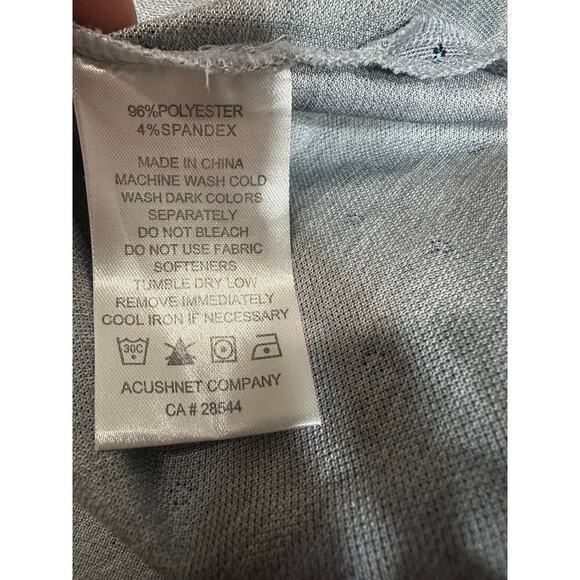 96%POLYESTER
4%SPANDEX
MADE IN CHINA
MACHINE WASH COLD
WASH DARK COLORS
SEPARATELY
DO NOT BLEACH
DO NOT USE FABRIC
SOFTENERS
TUMBLE DRY LOW
REMOVE IMMEDIATELY
COOL IRON IF NECESSARY
30C
ACUSHNET COMPANY
CA # 28544